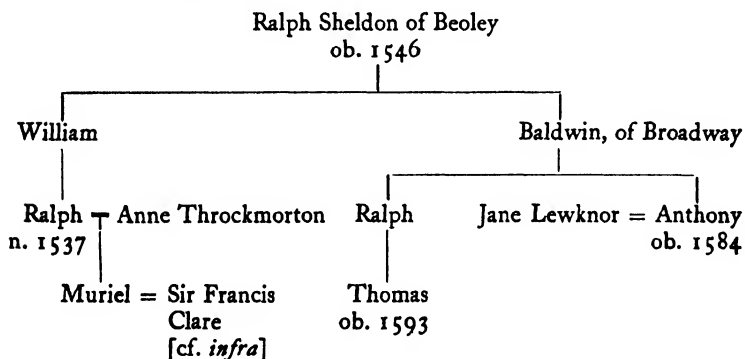 Ralph Sheldon of Beoley
ob. 1546
William Baldwin, of Broadway
Ralph Anne Throckmorton Ralph Jane Lewknor = Anthony
n. 1537 ob. 1584
Muriel = Sir Francis Thomas
Clare ob. 1593
[cf. infra]